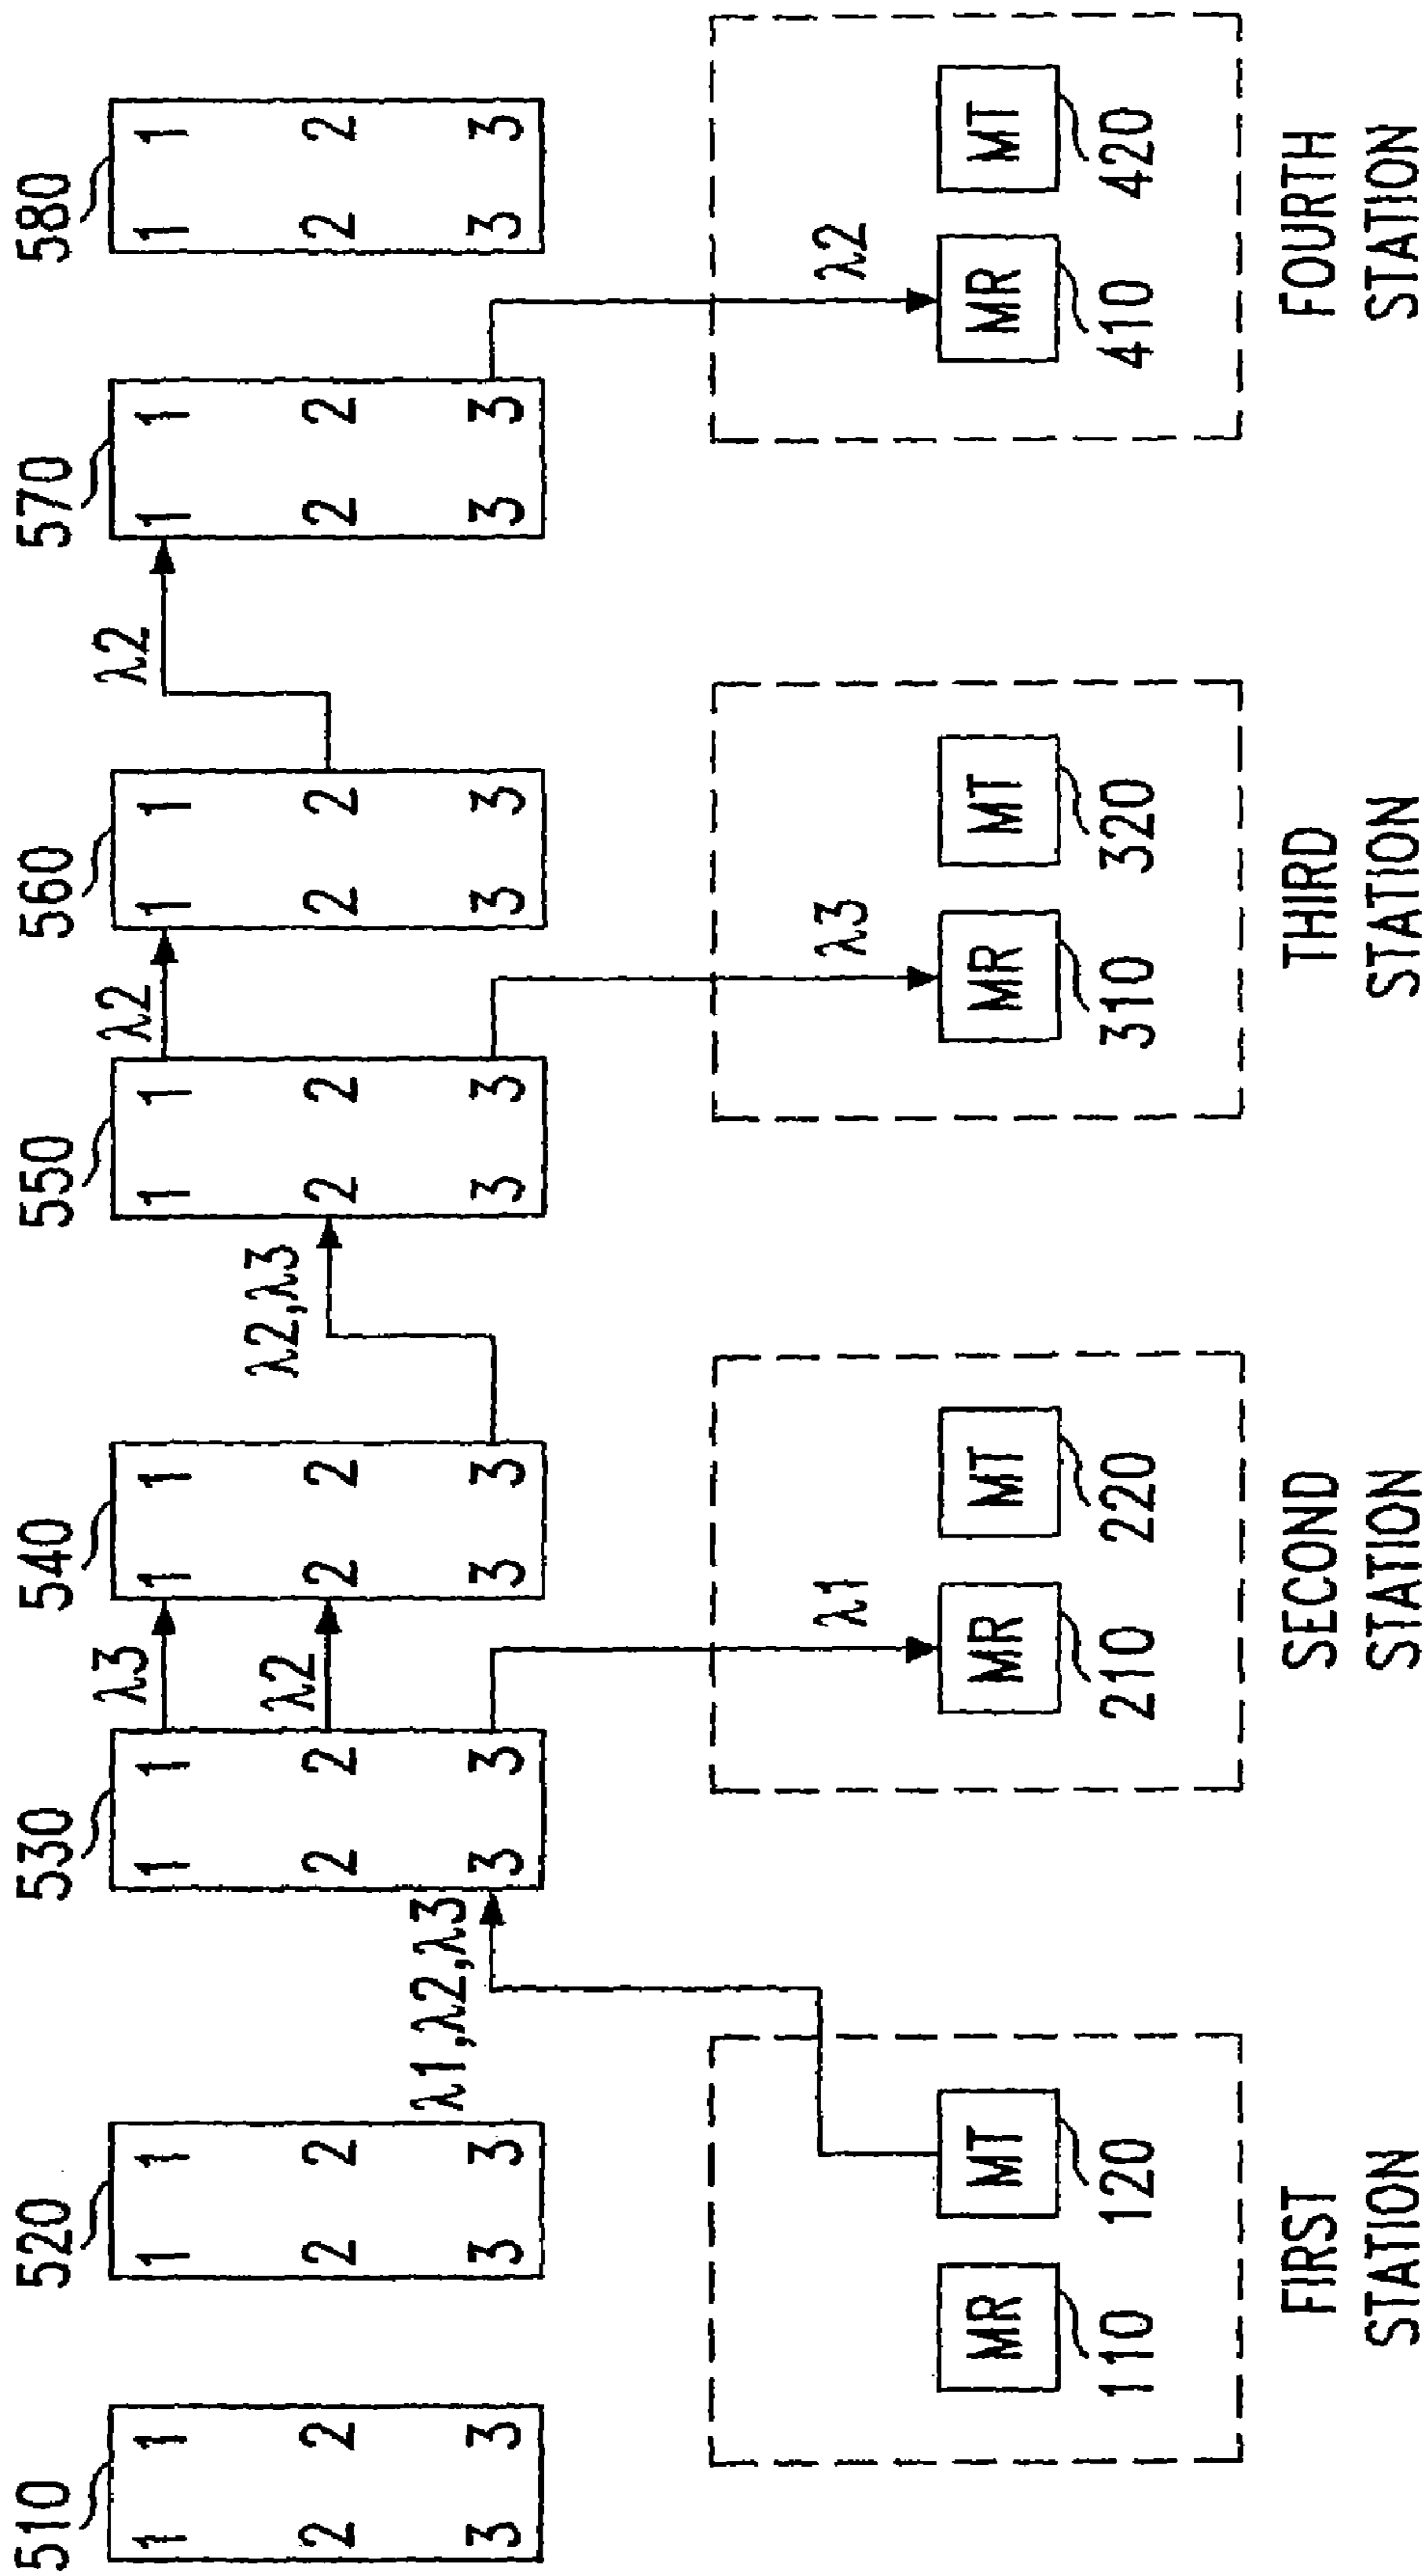 510 520 530 540 550 560 570 580
1 1 1 1 1 1 1 1 1 1 1 1 1 1 1 1
2 2 2 2 2 2 2 2 2 2 2 2 2 2 2 2
3 3 3 3 3 3 3 3 3 3 3 3 3 3 3 3
λ1,λ2,λ3
λ3
λ2
λ2,λ3
λ2
λ2
λ1
λ3
λ2
MR MT MR MT MR MT MR MT
110 120 210 220 310 320 410 420
FIRST
STATION
SECOND
STATION
THIRD
STATION
FOURTH
STATION